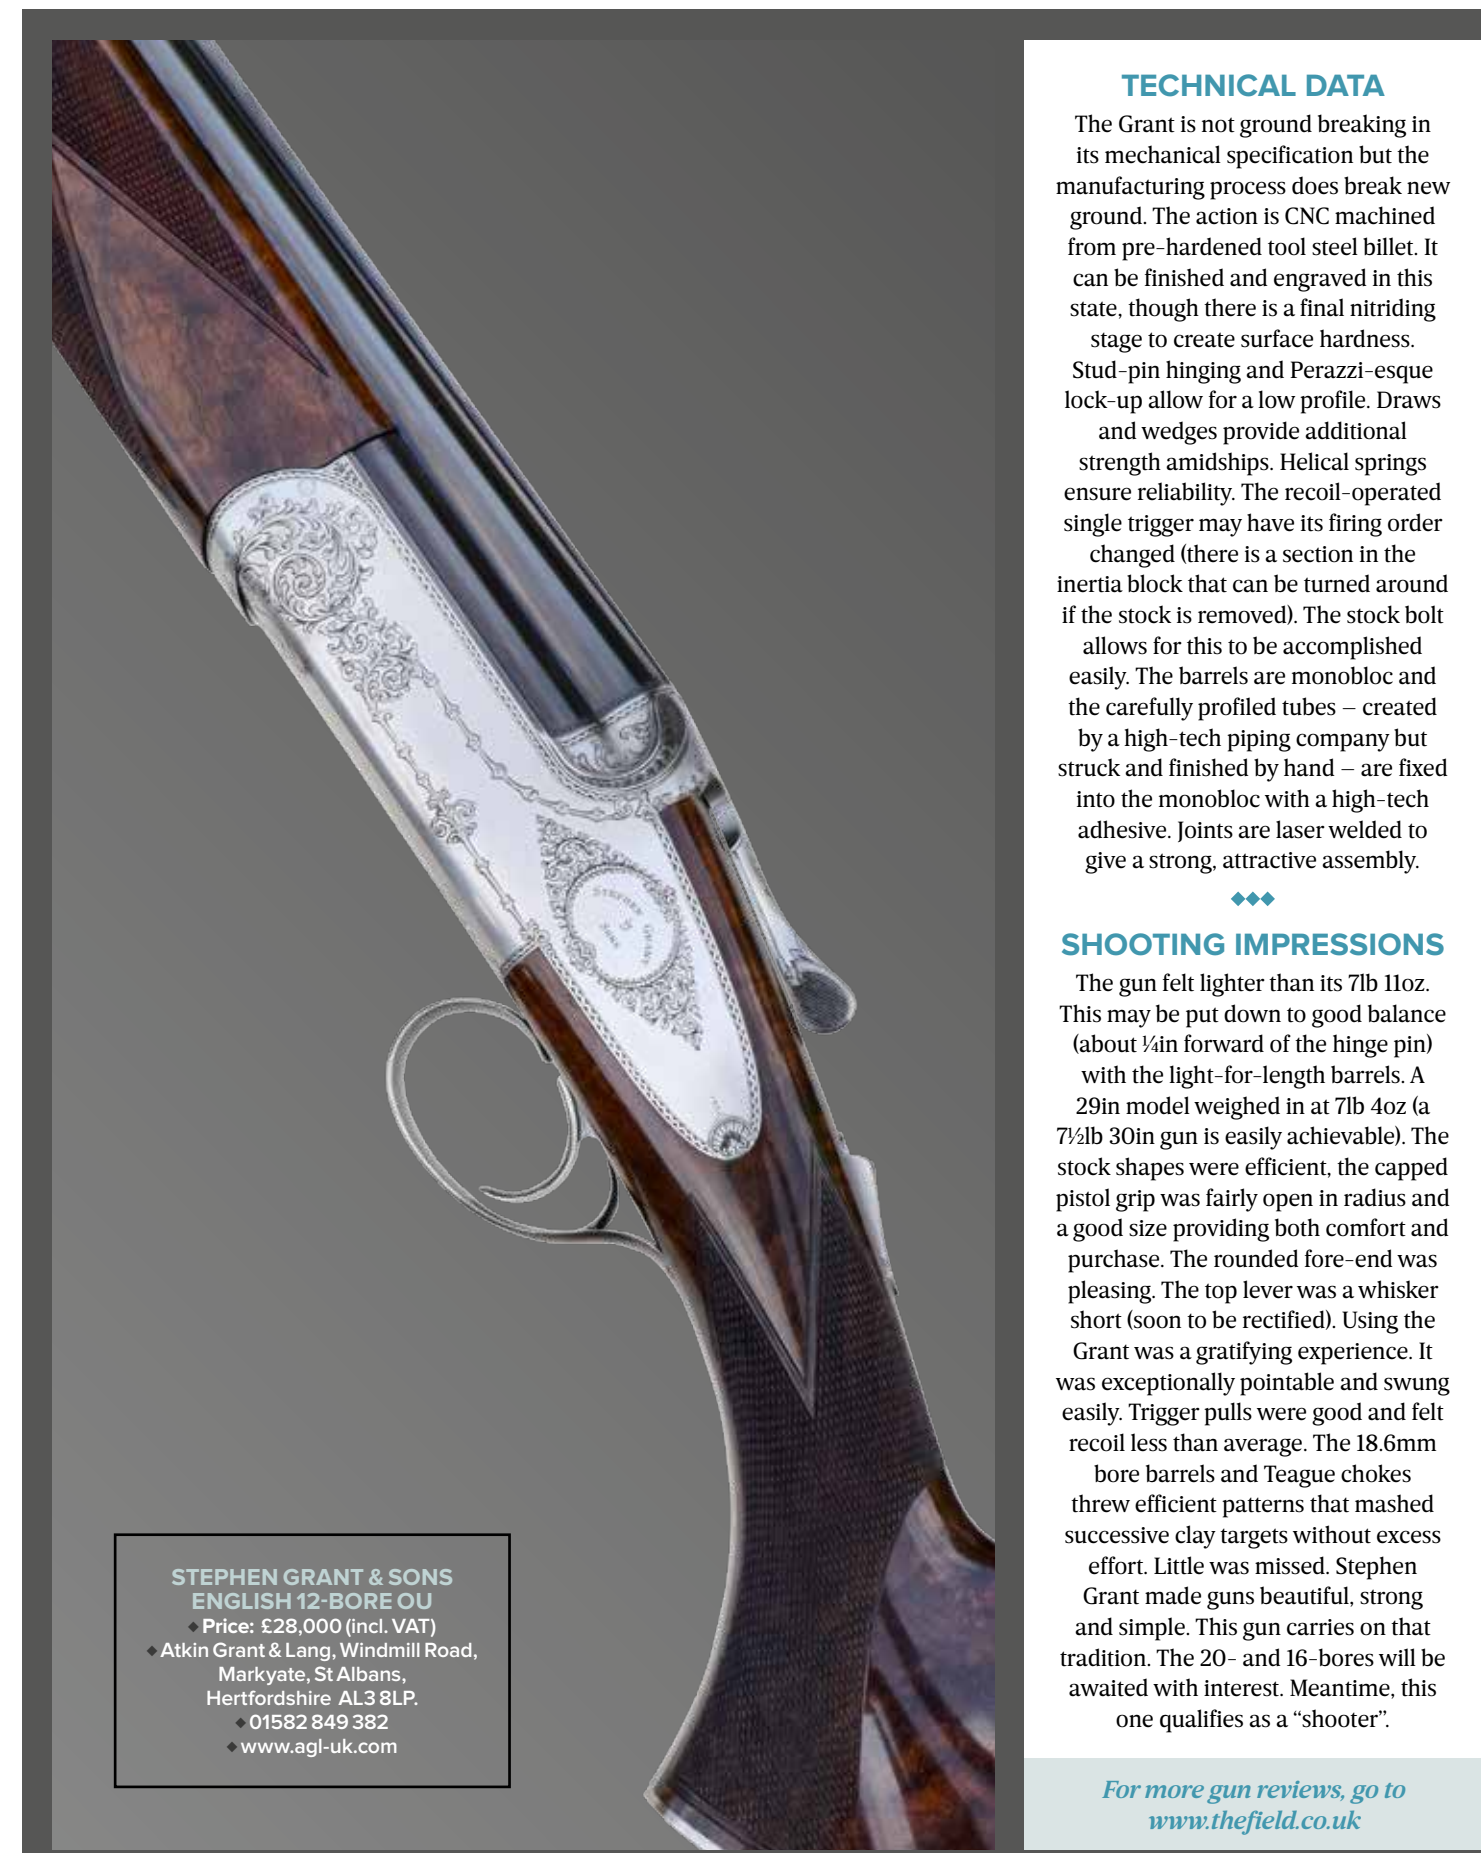 TECHNICAL DATA
The Grant is not ground breaking in
its mechanical specification but the
manufacturing process does break new
ground. The action is CNC machined
from pre-hardened tool steel billet. It
can be finished and engraved in this
state, though there is a final nitriding
stage to create surface hardness.
Stud-pin hinging and Perazzi-esque
lock-up allow for a low profile. Draws
and wedges provide additional
strength amidships. Helical springs
ensure reliability. The recoil-operated
single trigger may have its firing order
changed (there is a section in the
inertia block that can be turned around
if the stock is removed). The stock bolt
allows for this to be accomplished
easily. The barrels are monobloc and
the carefully profiled tubes – created
by a high-tech piping company but
struck and finished by hand – are fixed
into the monobloc with a high-tech
adhesive. Joints are laser welded to
give a strong, attractive assembly.
SHOOTING IMPRESSIONS
The gun felt lighter than its 7lb 11oz.
This may be put down to good balance
(about ¼in forward of the hinge pin)
with the light-for-length barrels. A
29in model weighed in at 7lb 4oz (a
7½lb 30in gun is easily achievable). The
stock shapes were efficient, the capped
pistol grip was fairly open in radius and
a good size providing both comfort and
purchase. The rounded fore-end was
pleasing. The top lever was a whisker
short (soon to be rectified). Using the
Grant was a gratifying experience. It
was exceptionally pointable and swung
easily. Trigger pulls were good and felt
recoil less than average. The 18.6mm
bore barrels and Teague chokes
threw efficient patterns that mashed
successive clay targets without excess
effort. Little was missed. Stephen
Grant made guns beautiful, strong
and simple. This gun carries on that
tradition. The 20- and 16-bores will be
awaited with interest. Meantime, this
one qualifies as a “shooter”.
For more gun reviews, go to
www.thefield.co.uk
STEPHEN
GRANT
&
SONS
STEPHEN GRANT & SONS
ENGLISH 12-BORE OU
◆ Price: £28,000 (incl. VAT)
◆ Atkin Grant & Lang, Windmill Road,
Markyate, St Albans,
Hertfordshire AL3 8LP.
◆ 01582 849 382
◆ www.agl-uk.com